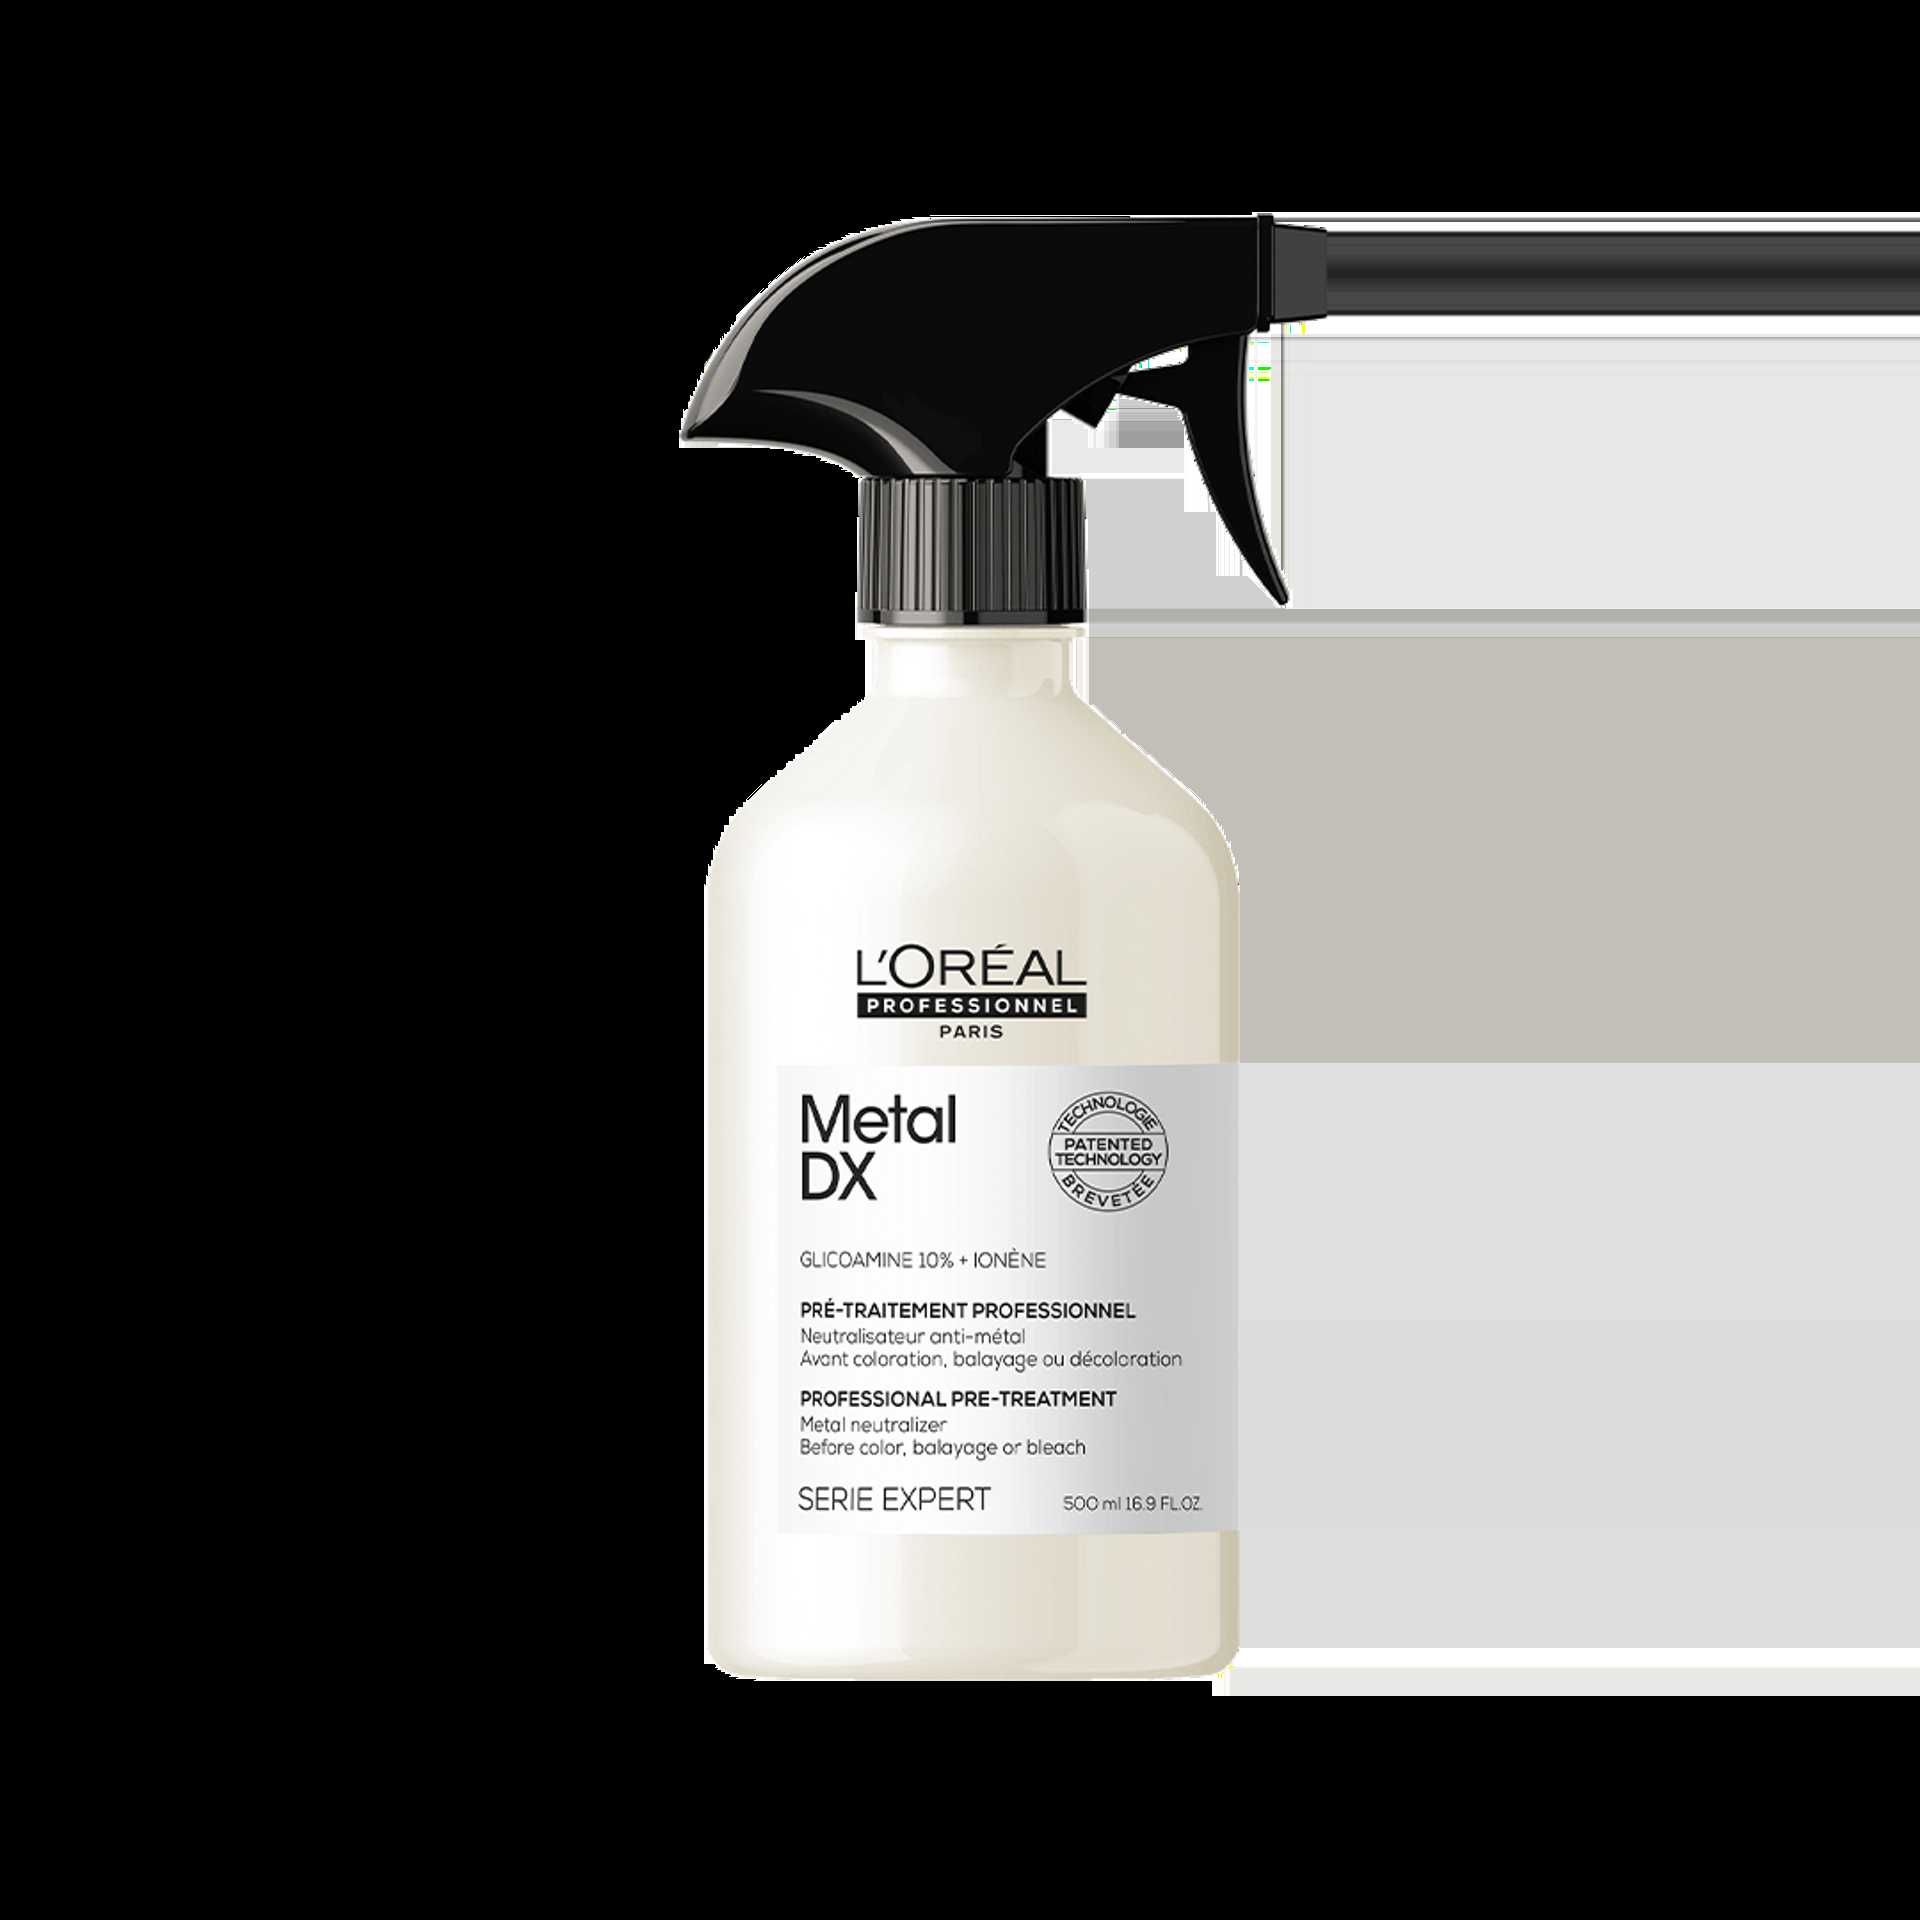 L'ORÉAL
PROFESSIONNEL
PARIS
Metal
DX
TECHNOLOGIE
PATENTED
TECHNOLOGY
BREVETÉE
GLICOAMINE 10% + IONÈNE
PRÉ-TRAITEMENT PROFESSIONNEL
Neutralisateur anti-métal
Avant coloration, balayage ou décoloration
PROFESSIONAL PRE-TREATMENT
Metal neutralizer
Before color, balayage or bleach
SERIE EXPERT
500 ml 16.9 FL.OZ.